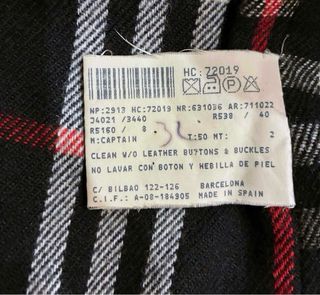 HC: 72019
NP:2913 HC:72019 NR:631036 AR:711022
J4021 /3440 R538 / 40
R5160 / 8
M:CAPTAIN T:50 MT: 2
CLEAN W/O LEATHER BUTTONS & BUCKLES
NO LAVAR CON BOTON Y HEBILLA DE PIEL
C/ BILBAO 122-126 BARCELONA
C.I.F: A-08-184905 MADE IN SPAIN